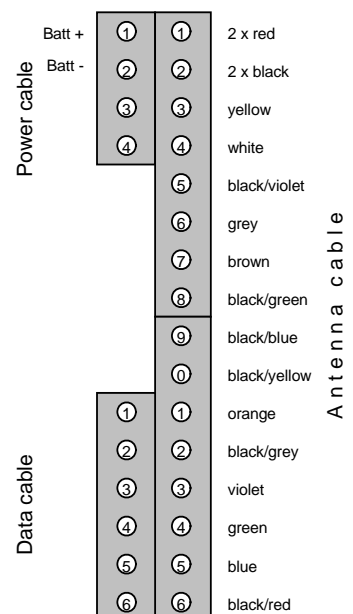 Batt + 1 1 2 x red
Batt - 2 2 2 x black
3 3 yellow
4 4 white
Power cable
5 black/violet
6 grey
7 brown
8 black/green
9 black/blue
0 black/yellow
Antenna cable
1 1 orange
2 2 black/grey
3 3 violet
4 4 green
5 5 blue
6 6 black/red
Data cable